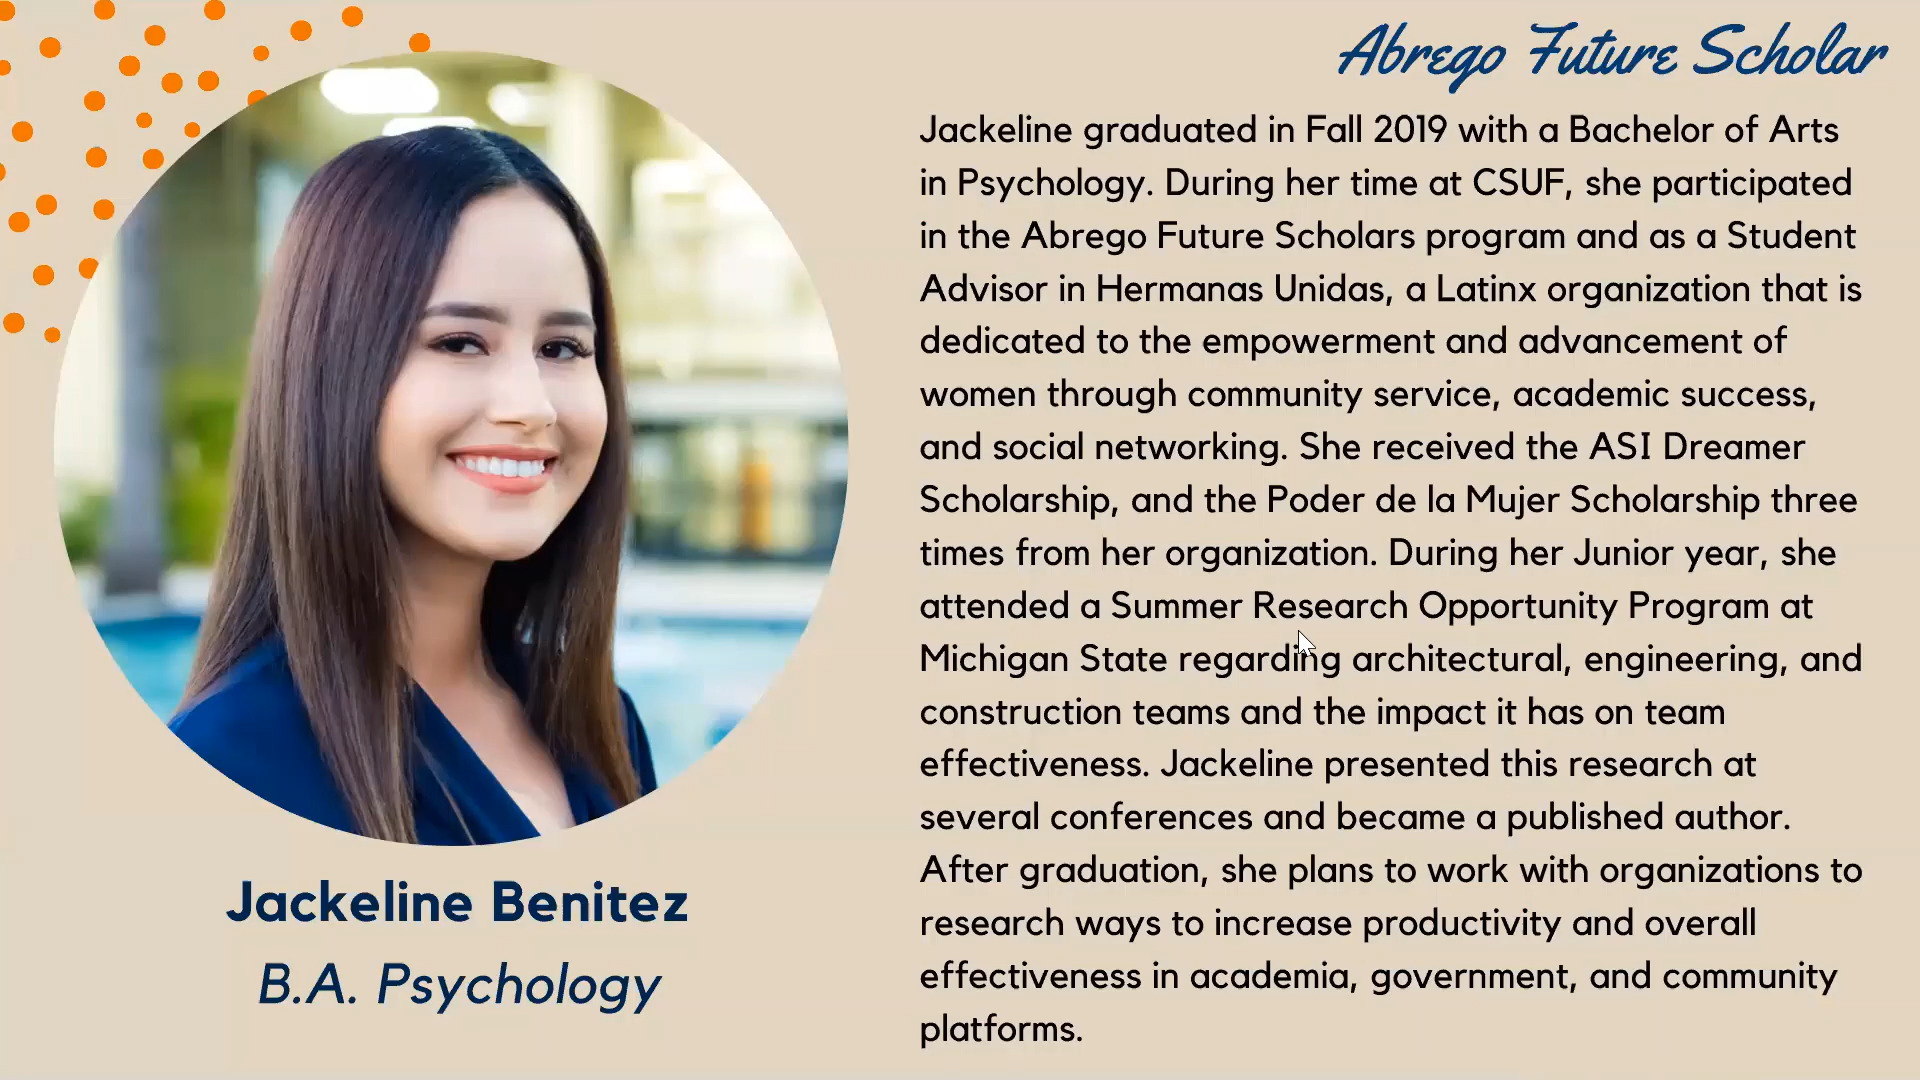 Abrego Future Scholar
Jackeline graduated in Fall 2019 with a Bachelor of Arts
in Psychology. During her time at CSUF, she participated
in the Abrego Future Scholars program and as a Student
Advisor in Hermanas Unidas, a Latinx organization that is
dedicated to the empowerment and advancement of
women through community service, academic success,
and social networking. She received the ASI Dreamer
Scholarship, and the Poder de la Mujer Scholarship three
times from her organization. During her Junior year, she
attended a Summer Research Opportunity Program at
Michigan State regarding architectural, engineering, and
construction teams and the impact it has on team
effectiveness. Jackeline presented this research at
several conferences and became a published author.
After graduation, she plans to work with organizations to
research ways to increase productivity and overall
effectiveness in academia, government, and community
platforms.
Jackeline Benitez
B.A. Psychology